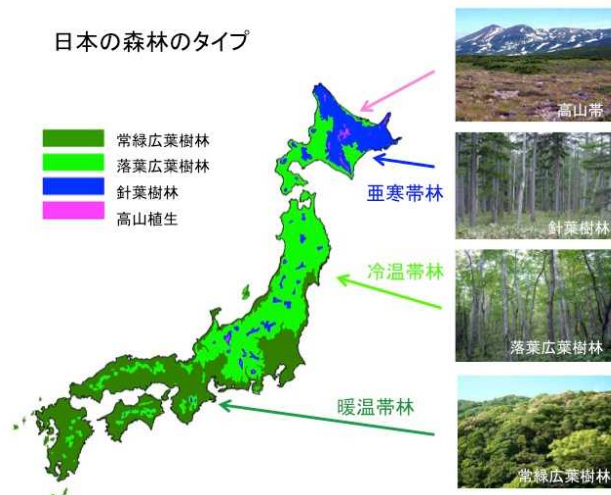 日本の森林のタイプ
常緑広葉樹林
落葉広葉樹林
針葉樹林
高山植生
高山帯
亜寒帯林
針葉樹林
冷温帯林
落葉広葉樹林
暖温帯林
常緑広葉樹林